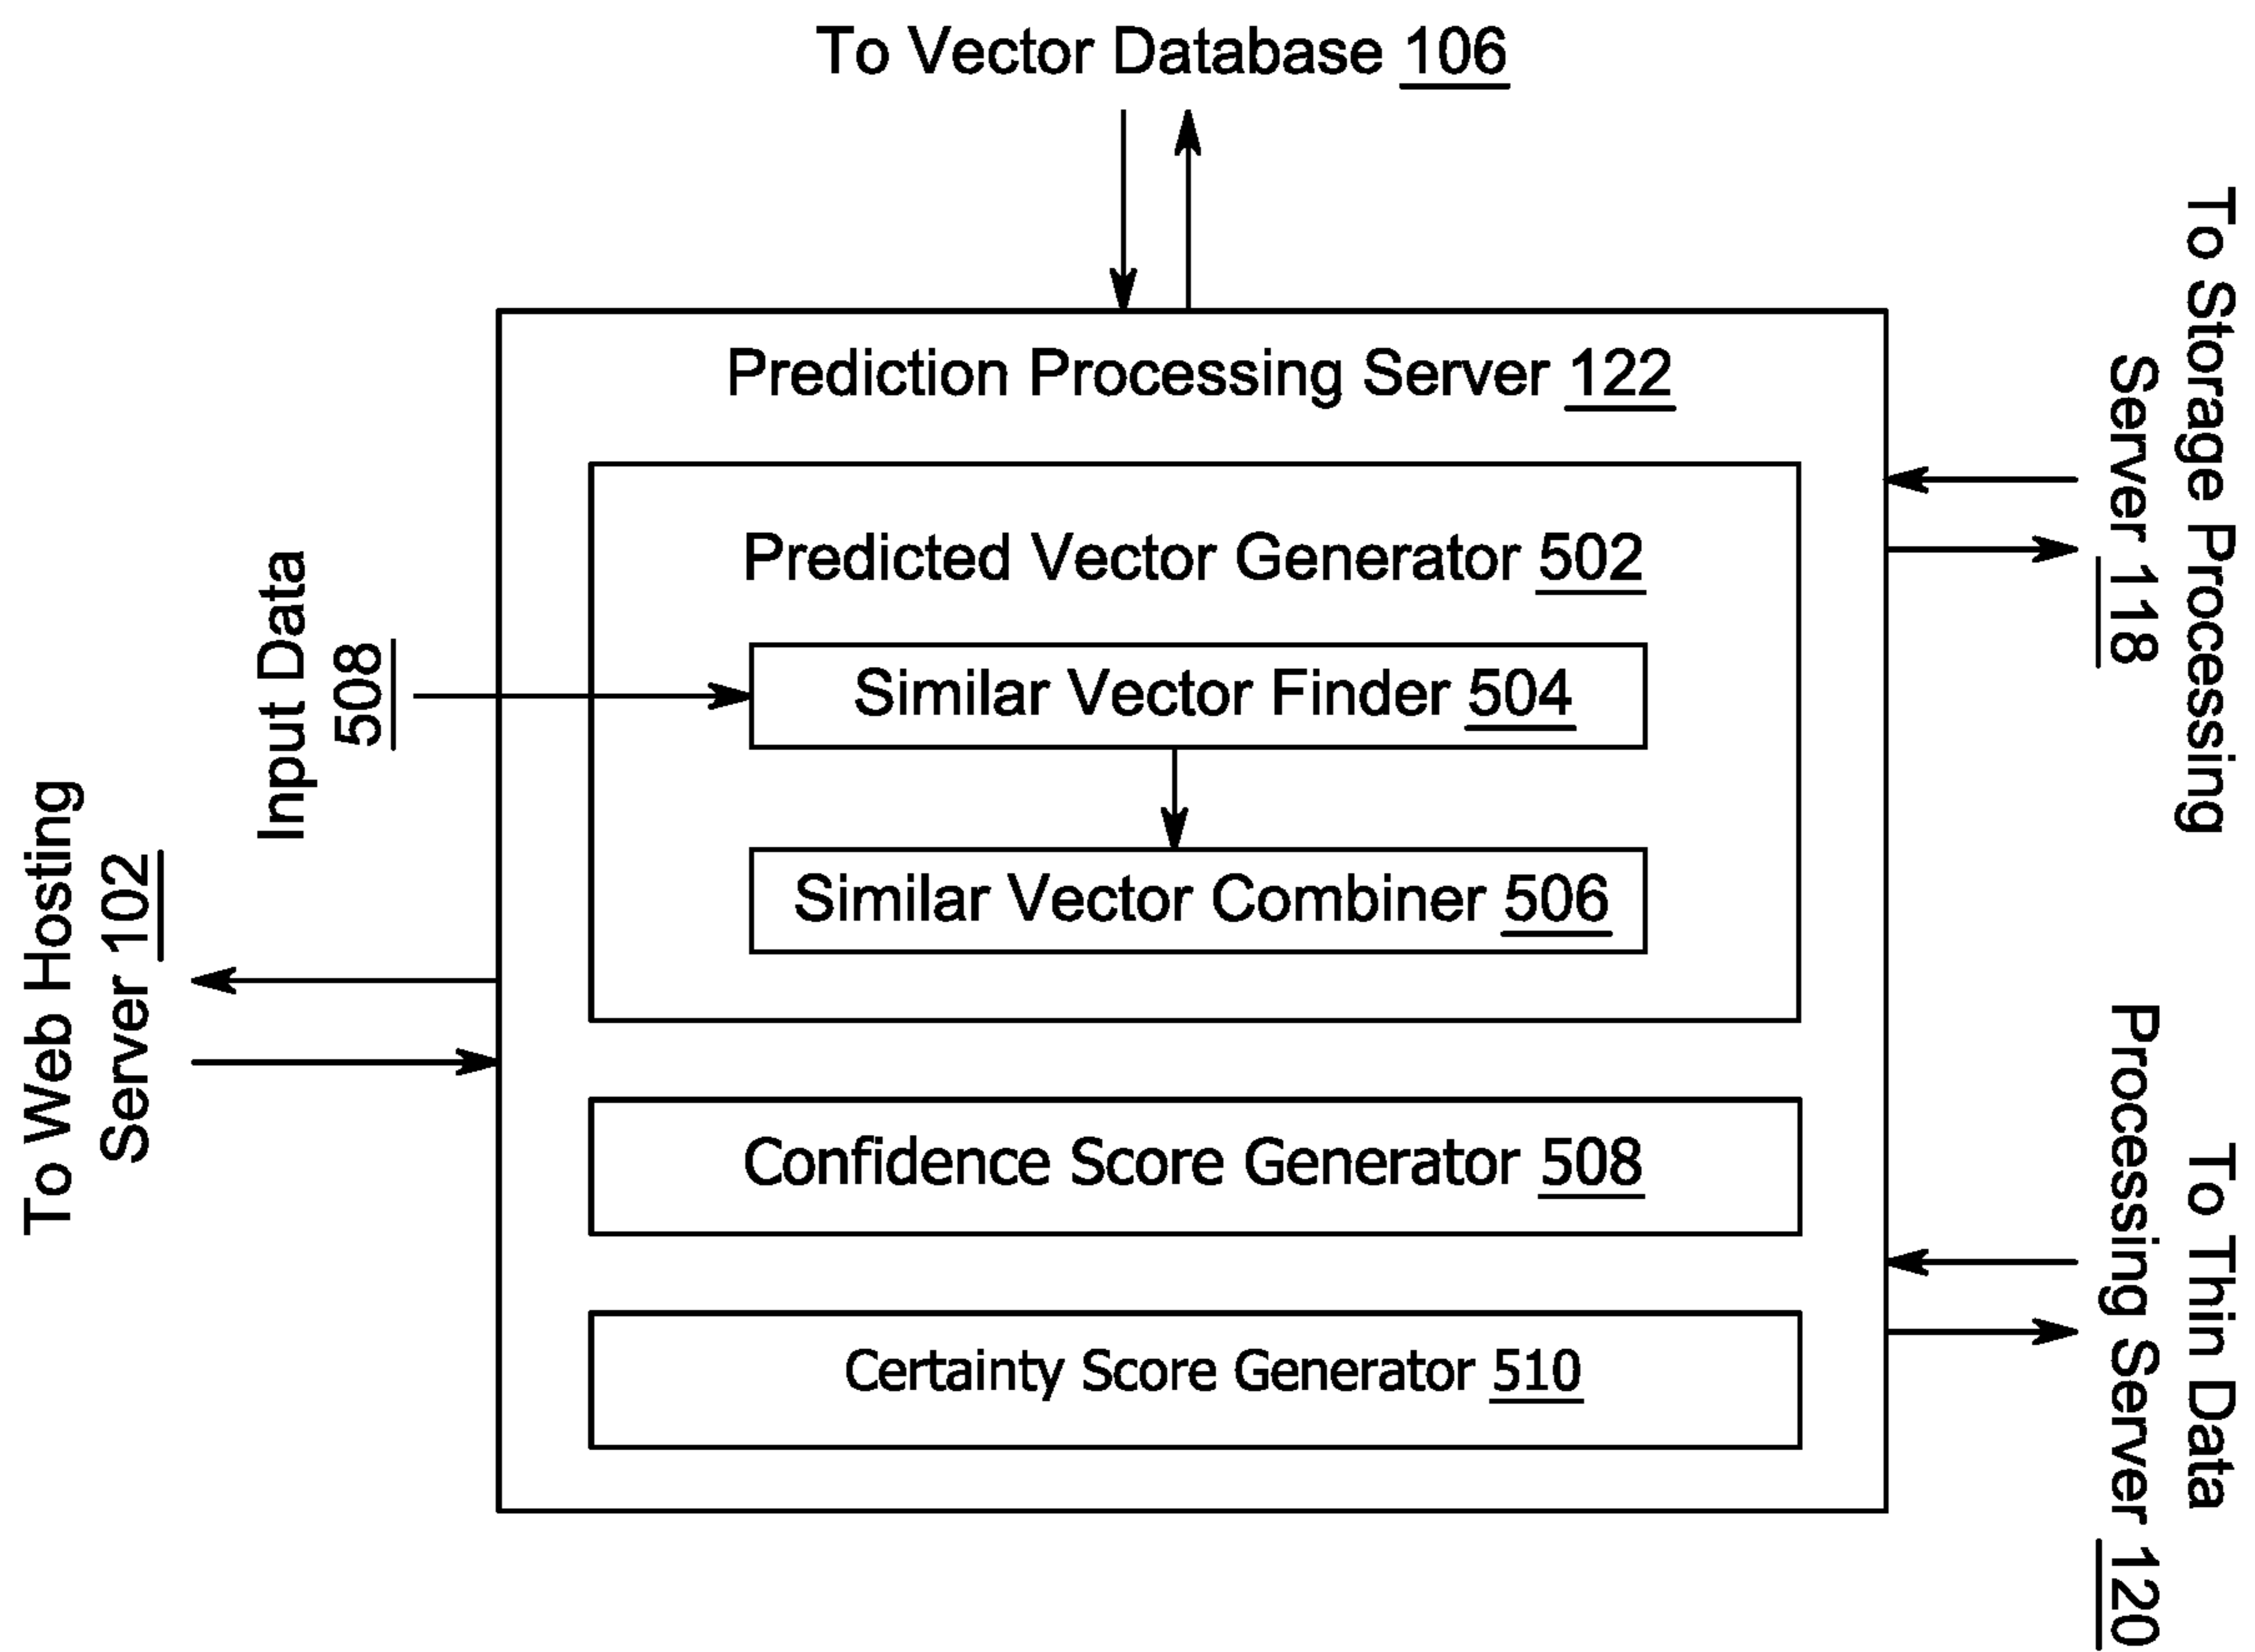 To Vector Database 106
Prediction Processing Server 122
Predicted Vector Generator 502
Similar Vector Finder 504
Similar Vector Combiner 506
Confidence Score Generator 508
Certainty Score Generator 510
Input Data
508
To Web Hosting
Server 102
To Storage Processing
Server 118
To Thin Data
Processing Server 120